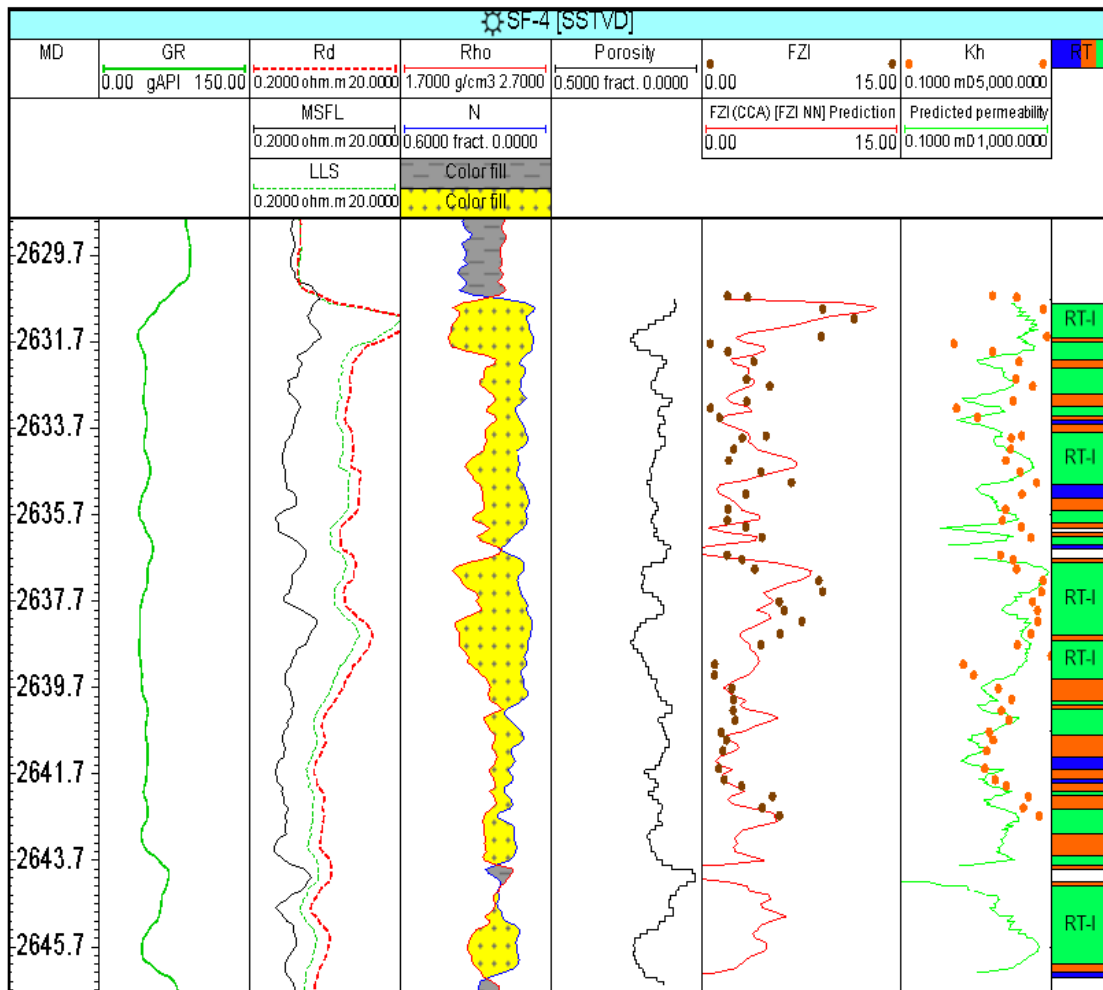 SF-4 [SSTVD]
MD GR Rd Rho Porosity FZI Kh RT
0.00 gAPI 150.00 0.2000 ohm.m 20.0000 1.7000 g/cm3 2.7000 0.5000 fract. 0.0000 0.00 15.00 0.1000 mD 5,000.0000
MSFL N FZI (CCA) [FZI NN] Prediction Predicted permeability
0.2000 ohm.m 20.0000 0.6000 fract. 0.0000 0.00 15.00 0.1000 mD 1,000.0000
LLS Color fill
0.2000 ohm.m 20.0000 Color fill
2629.7
RT-I
2631.7
2633.7
RT-I
2635.7
2637.7 RT-I
RT-I
2639.7
2641.7
2643.7
RT-I
2645.7